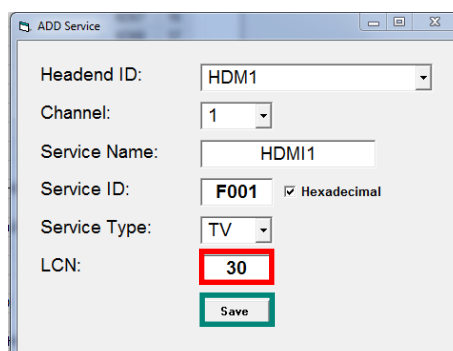 ADD Service
Headend ID: HDM1
Channel: 1
Service Name: HDMI1
Service ID: F001 Hexadecimal
Service Type: TV
LCN: 30
Save